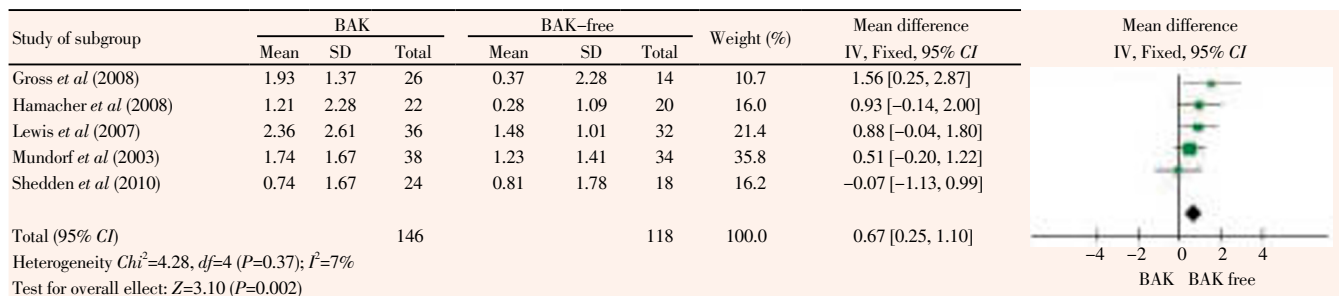 Study of subgroup BAK BAK–free Weight (%) Mean difference Mean difference
Mean SD Total Mean SD Total IV, Fixed, 95% CI IV, Fixed, 95% CI
Gross et al (2008) 1.93 1.37 26 0.37 2.28 14 10.7 1.56 [0.25, 2.87]
Hamacher et al (2008) 1.21 2.28 22 0.28 1.09 20 16.0 0.93 [−0.14, 2.00]
Lewis et al (2007) 2.36 2.61 36 1.48 1.01 32 21.4 0.88 [−0.04, 1.80]
Mundorf et al (2003) 1.74 1.67 38 1.23 1.41 34 35.8 0.51 [−0.20, 1.22]
Shedden et al (2010) 0.74 1.67 24 0.81 1.78 18 16.2 −0.07 [−1.13, 0.99]
Total (95% CI) 146 118 100.0 0.67 [0.25, 1.10]
Heterogeneity Chi²=4.28, df=4 (P=0.37); I²=7%
Test for overall ellect: Z=3.10 (P=0.002)
−4 −2 0 2 4
BAK BAK free